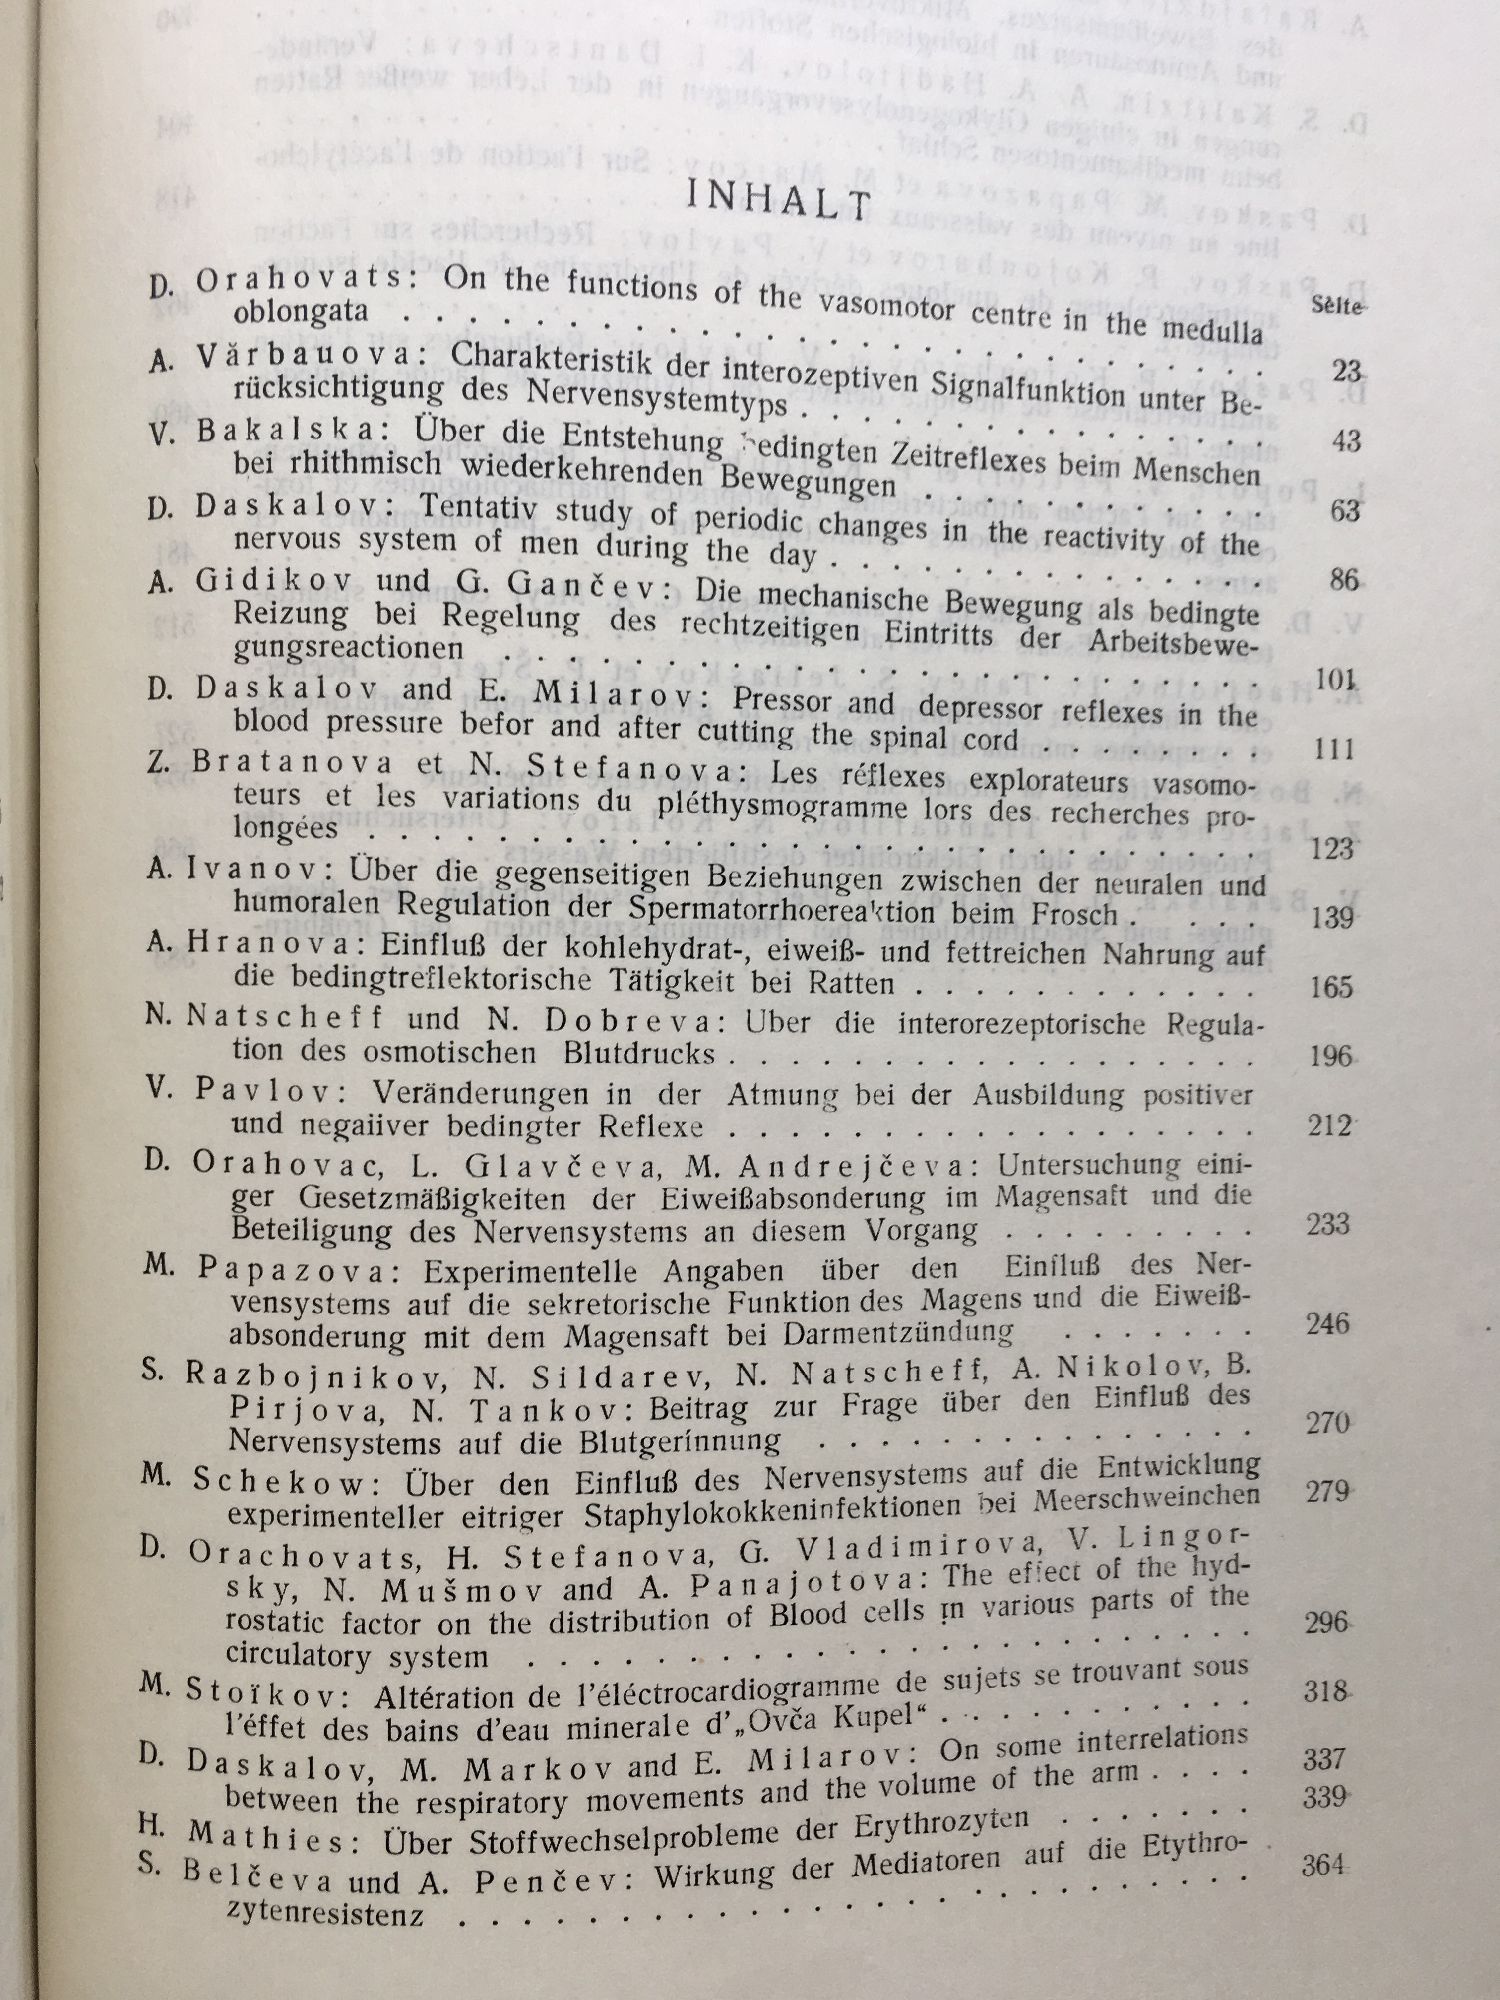 INHALT
Seite
D. Orahovats: On the functions of the vasomotor centre in the medulla
oblongata . . . . . . . . . . . . . . . . . . . . . . . . . . 23
A. Vărbauova: Charakteristik der interozeptiven Signalfunktion unter Be-
rücksichtigung des Nervensystemtyps . . . . . . . . . . . . . . 43
V. Bakalska: Über die Entstehung bedingten Zeitreflexes beim Menschen
bei rhithmisch wiederkehrenden Bewegungen . . . . . . . . . . . 63
D. Daskalov: Tentativ study of periodic changes in the reactivity of the
nervous system of men during the day . . . . . . . . . . . . . . 86
A. Gidikov und G. Gančev: Die mechanische Bewegung als bedingte
Reizung bei Regelung des rechtzeitigen Eintritts der Arbeitsbewe-
gungsreactionen . . . . . . . . . . . . . . . . . . . . . . . . 101
D. Daskalov and E. Milarov: Pressor and depressor reflexes in the
blood pressure befor and after cutting the spinal cord . . . . . . . . 111
Z. Bratanova et N. Stefanova: Les réflexes explorateurs vasomo-
teurs et les variations du pléthysmogramme lors des recherches pro-
longées . . . . . . . . . . . . . . . . . . . . . . . . . . . . 123
A. Ivanov: Über die gegenseitigen Beziehungen zwischen der neuralen und
humoralen Regulation der Spermatorrhoereaktion beim Frosch . . . . 139
A. Hranova: Einfluß der kohlehydrat-, eiweiß- und fettreichen Nahrung auf
die bedingtreflektorische Tätigkeit bei Ratten . . . . . . . . . . . . 165
N. Natscheff und N. Dobreva: Uber die interorezeptorische Regula-
tion des osmotischen Blutdrucks . . . . . . . . . . . . . . . . . 196
V. Pavlov: Veränderungen in der Atmung bei der Ausbildung positiver
und negaiiver bedingter Reflexe . . . . . . . . . . . . . . . . . 212
D. Orahovac, L. Glavčeva, M. Andrejčeva: Untersuchung eini-
ger Gesetzmäßigkeiten der Eiweißabsonderung im Magensaft und die
Beteiligung des Nervensystems an diesem Vorgang . . . . . . . . . 233
M. Papazova: Experimentelle Angaben über den Einfluß des Ner-
vensystems auf die sekretorische Funktion des Magens und die Eiweiß-
absonderung mit dem Magensaft bei Darmentzündung . . . . . . . 246
S. Razbojnikov, N. Sildarev, N. Natscheff, A. Nikolov, B.
Pirjova, N. Tankov: Beitrag zur Frage über den Einfluß des
Nervensystems auf die Blutgerinnung . . . . . . . . . . . . . . . 270
M. Schekow: Über den Einfluß des Nervensystems auf die Entwicklung
experimenteller eitriger Staphylokokkeninfektionen bei Meerschweinchen 279
D. Orachovats, H. Stefanova, G. Vladimirova, V. Lingor-
sky, N. Mušmov and A. Panajotova: The effect of the hyd-
rostatic factor on the distribution of Blood cells in various parts of the
circulatory system . . . . . . . . . . . . . . . . . . . . . . . 296
M. Stoïkov: Altération de l'éléctrocardiogramme de sujets se trouvant sous
l'éffet des bains d'eau minerale d'„Ovča Kupel“ . . . . . . . . . . 318
D. Daskalov, M. Markov and E. Milarov: On some interrelations
between the respiratory movements and the volume of the arm . . . . 337
H. Mathies: Über Stoffwechselprobleme der Erythrozyten . . . . . . . 339
S. Belčeva und A. Penčev: Wirkung der Mediatoren auf die Etythro-
zytenresistenz . . . . . . . . . . . . . . . . . . . . . . . . . 364